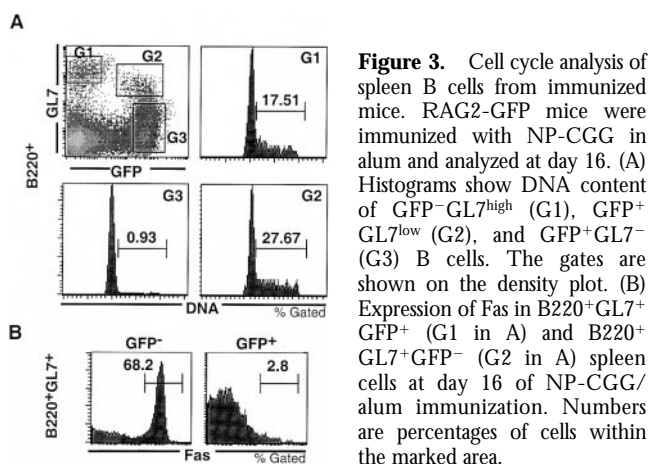 A
G1
G2
G3
GL7
GFP
B220+
G1
17.51
G3
0.93
G2
27.67
DNA
% Gated
B
GFP-
GFP+
B220+GL7+
68.2
2.8
Fas
% Gated
Figure 3. Cell cycle analysis of
spleen B cells from immunized
mice. RAG2-GFP mice were
immunized with NP-CGG in
alum and analyzed at day 16. (A)
Histograms show DNA content
of GFP−GL7high (G1), GFP+
GL7low (G2), and GFP+GL7−
(G3) B cells. The gates are
shown on the density plot. (B)
Expression of Fas in B220+GL7+
GFP+ (G1 in A) and B220+
GL7+GFP− (G2 in A) spleen
cells at day 16 of NP-CGG/
alum immunization. Numbers
are percentages of cells within
the marked area.